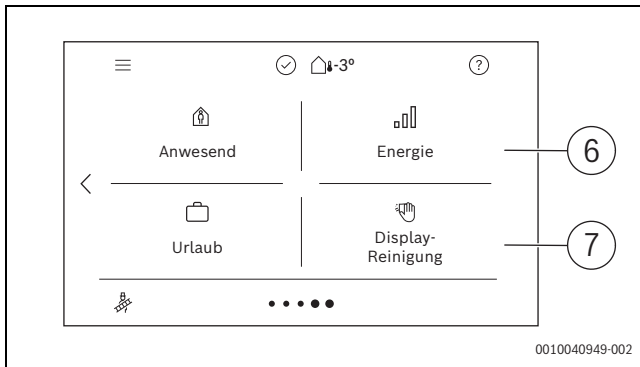 -3°
?
Anwesend
Energie
6
Urlaub
Display-
Reinigung
7
0010040949-002